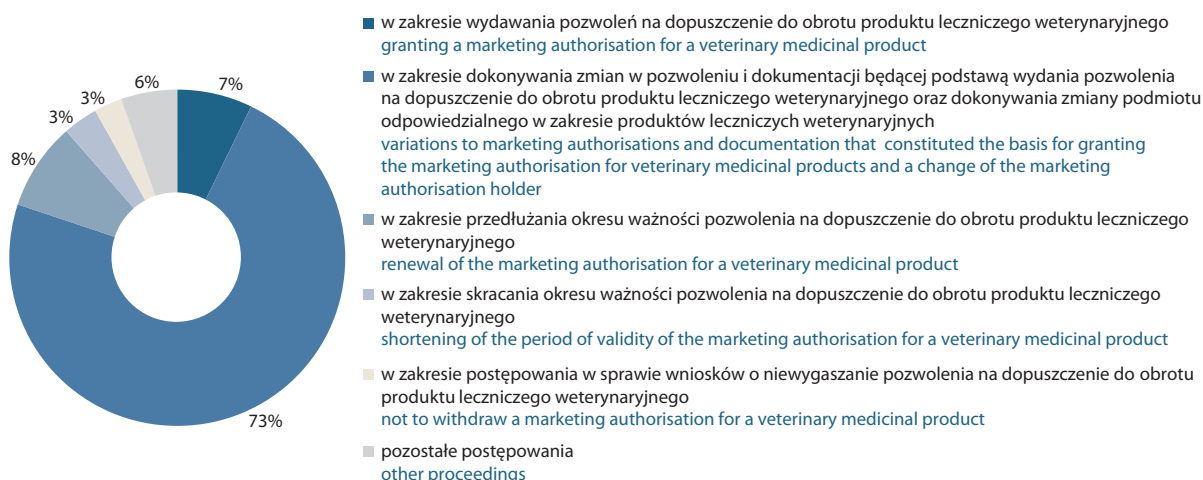 6%
7%
3%
3%
8%
73%
w zakresie wydawania pozwoleń na dopuszczenie do obrotu produktu leczniczego weterynaryjnego
granting a marketing authorisation for a veterinary medicinal product
w zakresie dokonywania zmian w pozwoleniu i dokumentacji będącej podstawą wydania pozwolenia
na dopuszczenie do obrotu produktu leczniczego weterynaryjnego oraz dokonywania zmiany podmiotu
odpowiedzialnego w zakresie produktów leczniczych weterynaryjnych
variations to marketing authorisations and documentation that constituted the basis for granting
the marketing authorisation for veterinary medicinal products and a change of the marketing
authorisation holder
w zakresie przedłużania okresu ważności pozwolenia na dopuszczenie do obrotu produktu leczniczego
weterynaryjnego
renewal of the marketing authorisation for a veterinary medicinal product
w zakresie skracania okresu ważności pozwolenia na dopuszczenie do obrotu produktu leczniczego
weterynaryjnego
shortening of the period of validity of the marketing authorisation for a veterinary medicinal product
w zakresie postępowania w sprawie wniosków o niewygaszanie pozwolenia na dopuszczenie do obrotu
produktu leczniczego weterynaryjnego
not to withdraw a marketing authorisation for a veterinary medicinal product
pozostałe postępowania
other proceedings